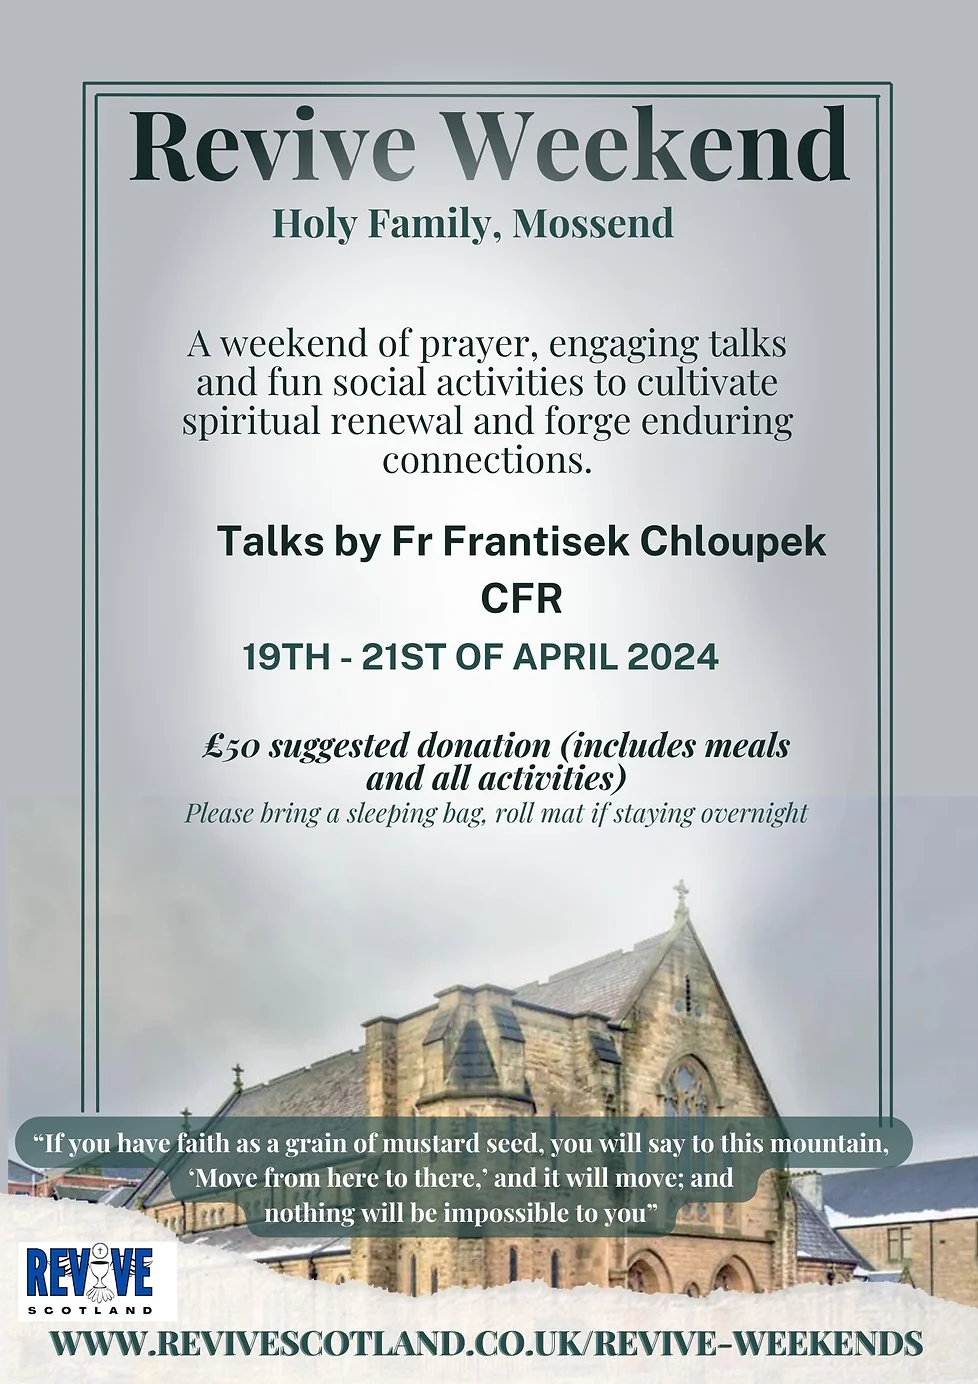 Revive Weekend
Holy Family, Mossend
A weekend of prayer, engaging talks
and fun social activities to cultivate
spiritual renewal and forge enduring
connections.
Talks by Fr Frantisek Chloupek
CFR
19TH - 21ST OF APRIL 2024
£50 suggested donation (includes meals
and all activities)
Please bring a sleeping bag, roll mat if staying overnight
“If you have faith as a grain of mustard seed, you will say to this mountain,
‘Move from here to there,’ and it will move; and
nothing will be impossible to you”
REVIVE
SCOTLAND
WWW.REVIVESCOTLAND.CO.UK/REVIVE-WEEKENDS